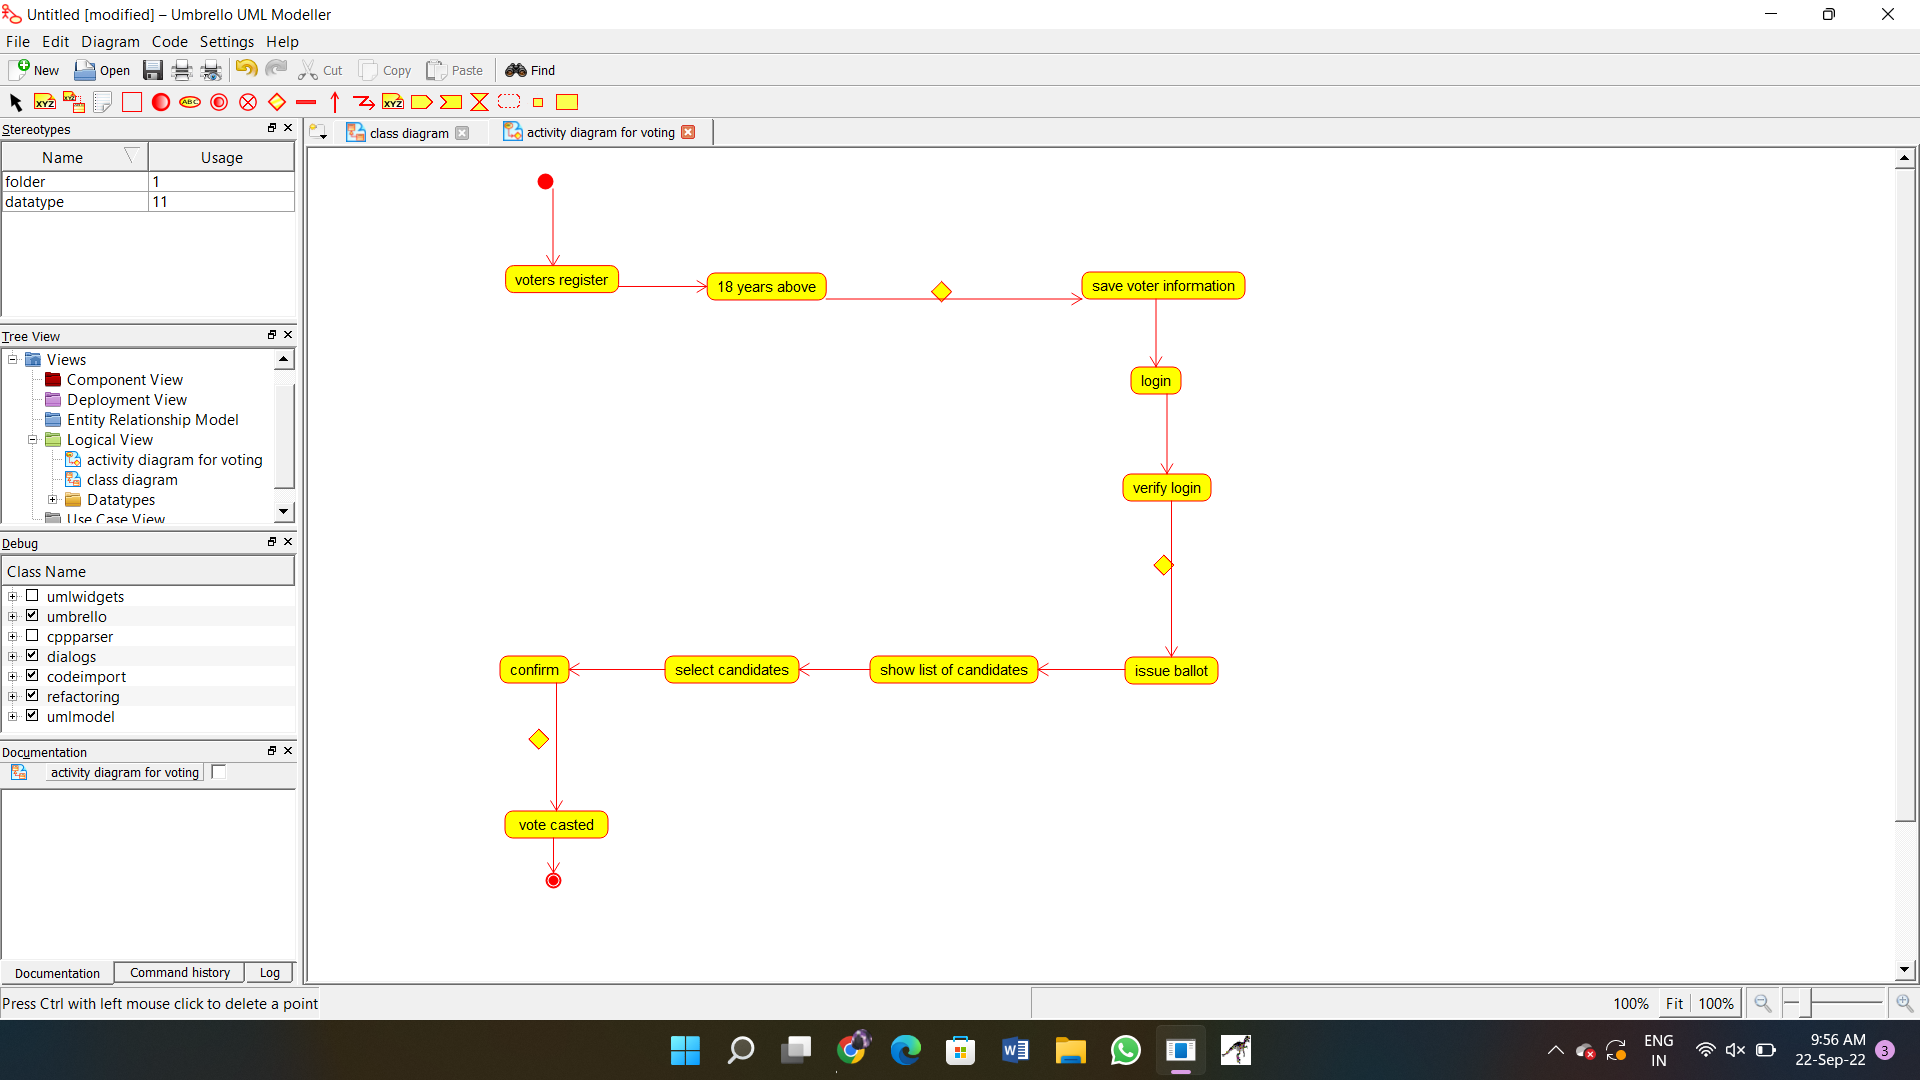 Untitled [modified] – Umbrello UML Modeller
File Edit Diagram Code Settings Help
New Open Cut Copy Paste Find
XYZ XYZ ABC XYZ
Stereotypes
Name Usage
folder 1
datatype 11
Tree View
Views
Component View
Deployment View
Entity Relationship Model
Logical View
activity diagram for voting
class diagram
Datatypes
Use Case View
Debug
Class Name
umlwidgets
umbrello
cppparser
dialogs
codeimport
refactoring
umlmodel
Documentation
activity diagram for voting
Documentation Command history Log
class diagram activity diagram for voting
voters register
18 years above
save voter information
login
verify login
issue ballot
show list of candidates
select candidates
confirm
vote casted
Press Ctrl with left mouse click to delete a point
100% Fit 100%
ENG
IN
9:56 AM
22-Sep-22
3